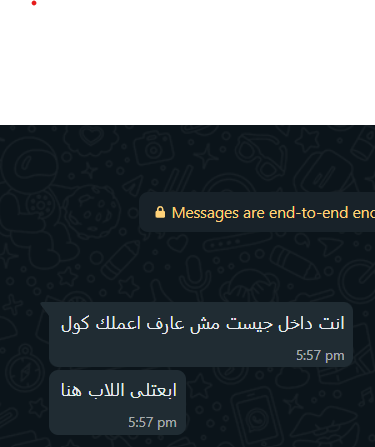 Messages are end-to-end enc
انت داخل جيست مش عارف اعملك كول
5:57 pm
ابعتلى اللاب هنا
5:57 pm